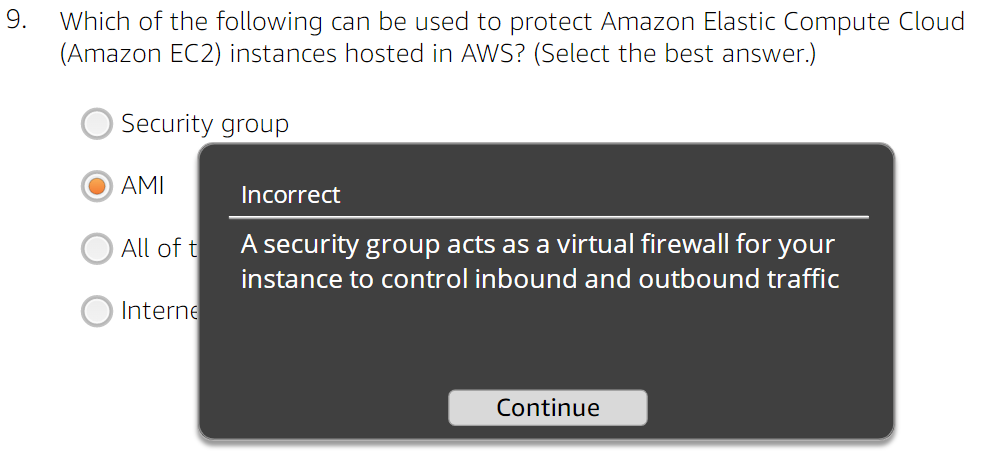 9. Which of the following can be used to protect Amazon Elastic Compute Cloud
(Amazon EC2) instances hosted in AWS? (Select the best answer.)
Security group
AMI
All of
Incorrect
A security group acts as a virtual firewall for your
instance to control inbound and outbound traffic
Continue